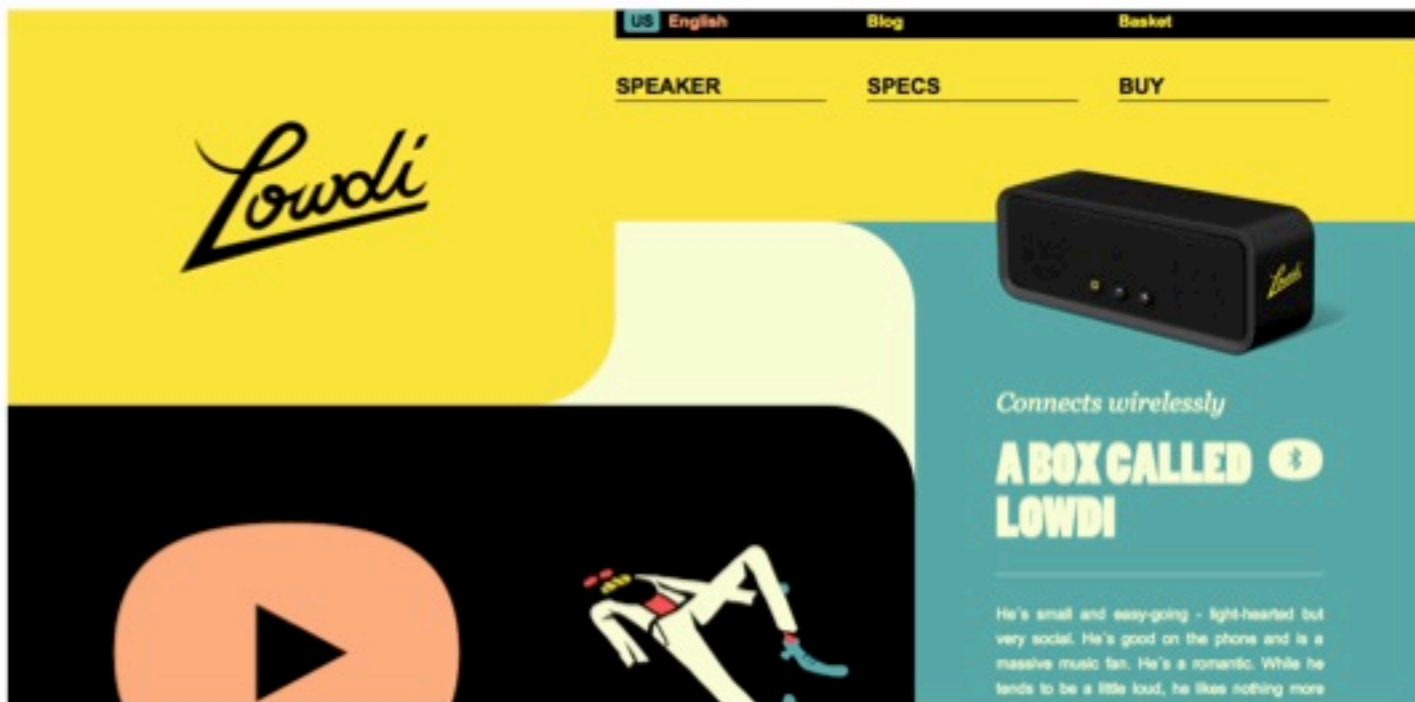 US English Blog Basket
SPEAKER SPECS BUY
Lowdi
Lowdi
Connects wirelessly
A BOX CALLED
LOWDI
He's small and easy-going - light-hearted but
very social. He's good on the phone and is a
massive music fan. He's a romantic. While he
tends to be a little loud, he likes nothing more